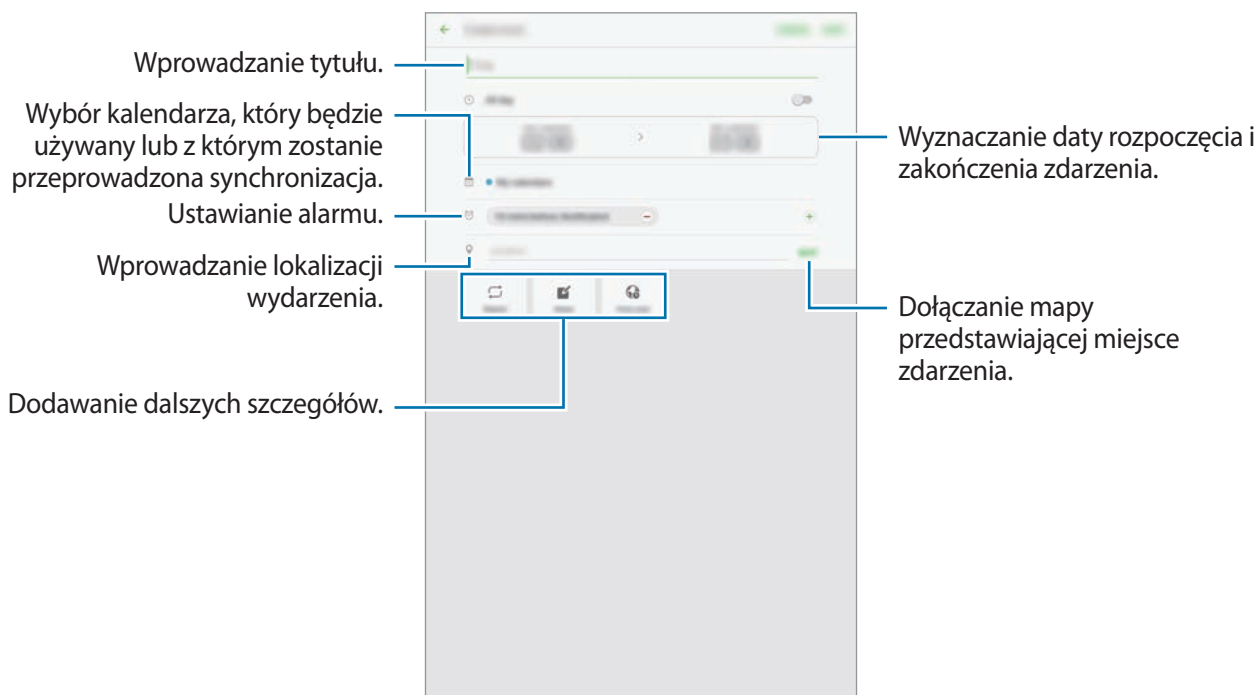 Wprowadzanie tytułu.
Wybór kalendarza, który będzie
używany lub z którym zostanie
przeprowadzona synchronizacja.
Ustawianie alarmu.
Wprowadzanie lokalizacji
wydarzenia.
Dodawanie dalszych szczegółów.
Wyznaczanie daty rozpoczęcia i
zakończenia zdarzenia.
Dołączanie mapy
przedstawiającej miejsce
zdarzenia.